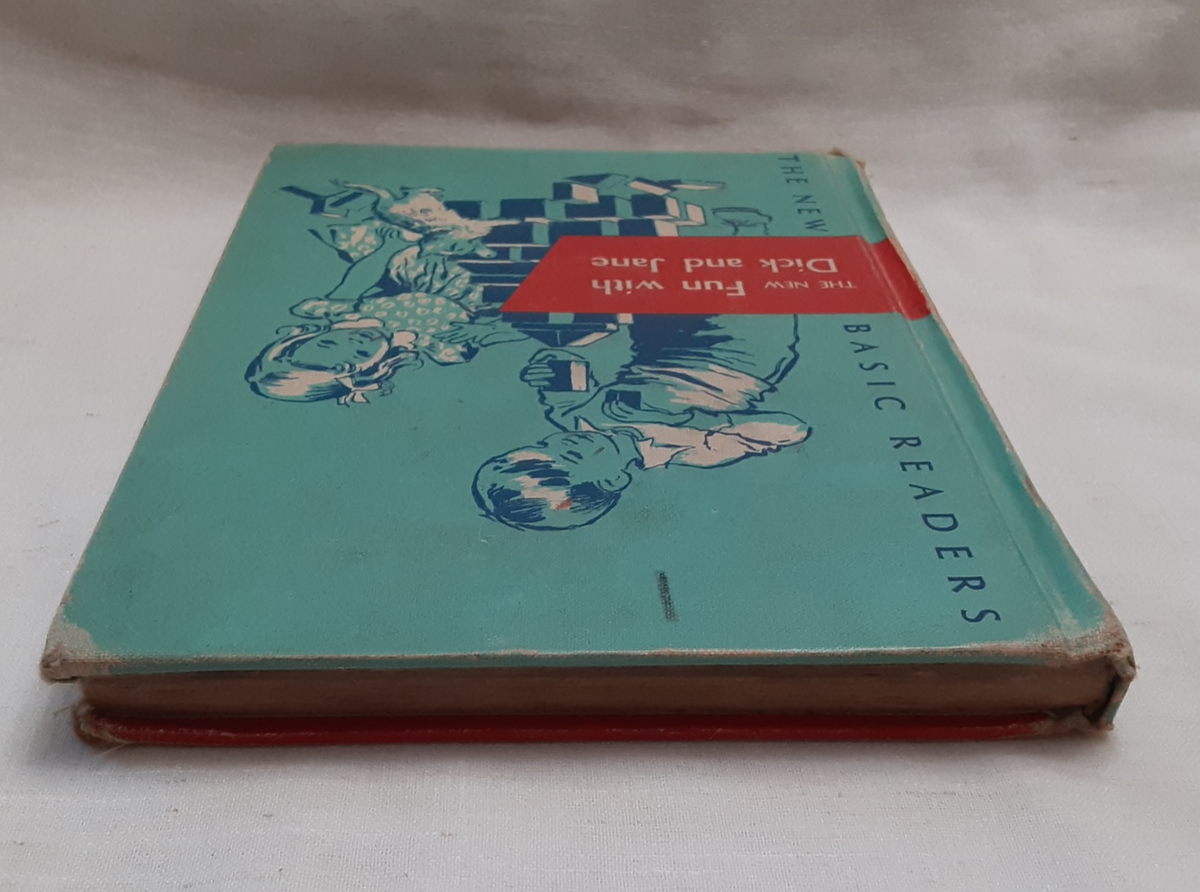 THE NEW BASIC READERS
THE NEW Fun with
Dick and Jane